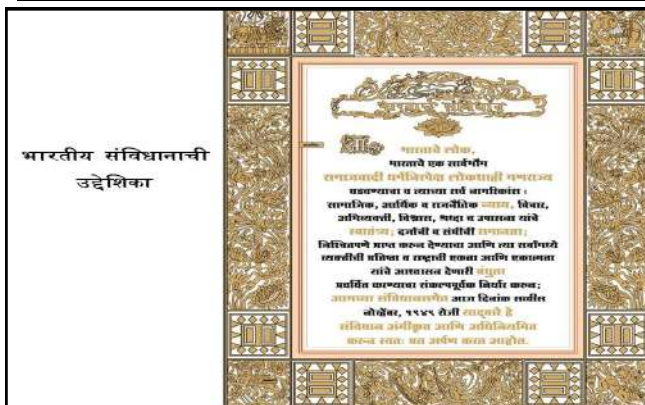 भारतीय संविधानाची
उद्देशिका
भारताचे संविधान
भारताचे लोक,
भारताचे एक सार्वभौम
समाजवादी धर्मनिरपेक्ष लोकशाही गणराज्य
घडवण्याचा व त्याच्या सर्व नागरिकांस :
सामाजिक, आर्थिक व राजनैतिक न्याय, विचार,
अभिव्यक्ती, विश्वास, श्रध्दा व उपासना यांचे
स्वातंत्र्य; दर्जाची व संधीची समानता;
निश्चितपणे प्राप्त करून देण्याचा आणि त्या सर्वांमध्ये
व्यक्तीची प्रतिष्ठा व राष्ट्राची एकता आणि एकात्मता
यांचे आश्वासन देणारी बंधुता
प्रवर्धित करण्याचा संकल्पपूर्वक निर्धार करून;
आमच्या संविधानसभेत आज दिनांक सव्वीस
नोव्हेंबर, १९४९ रोजी याद्वारे हे
संविधान अंगीकृत आणि अधिनियमित
करून स्वतः प्रत अर्पण करत आहोत.